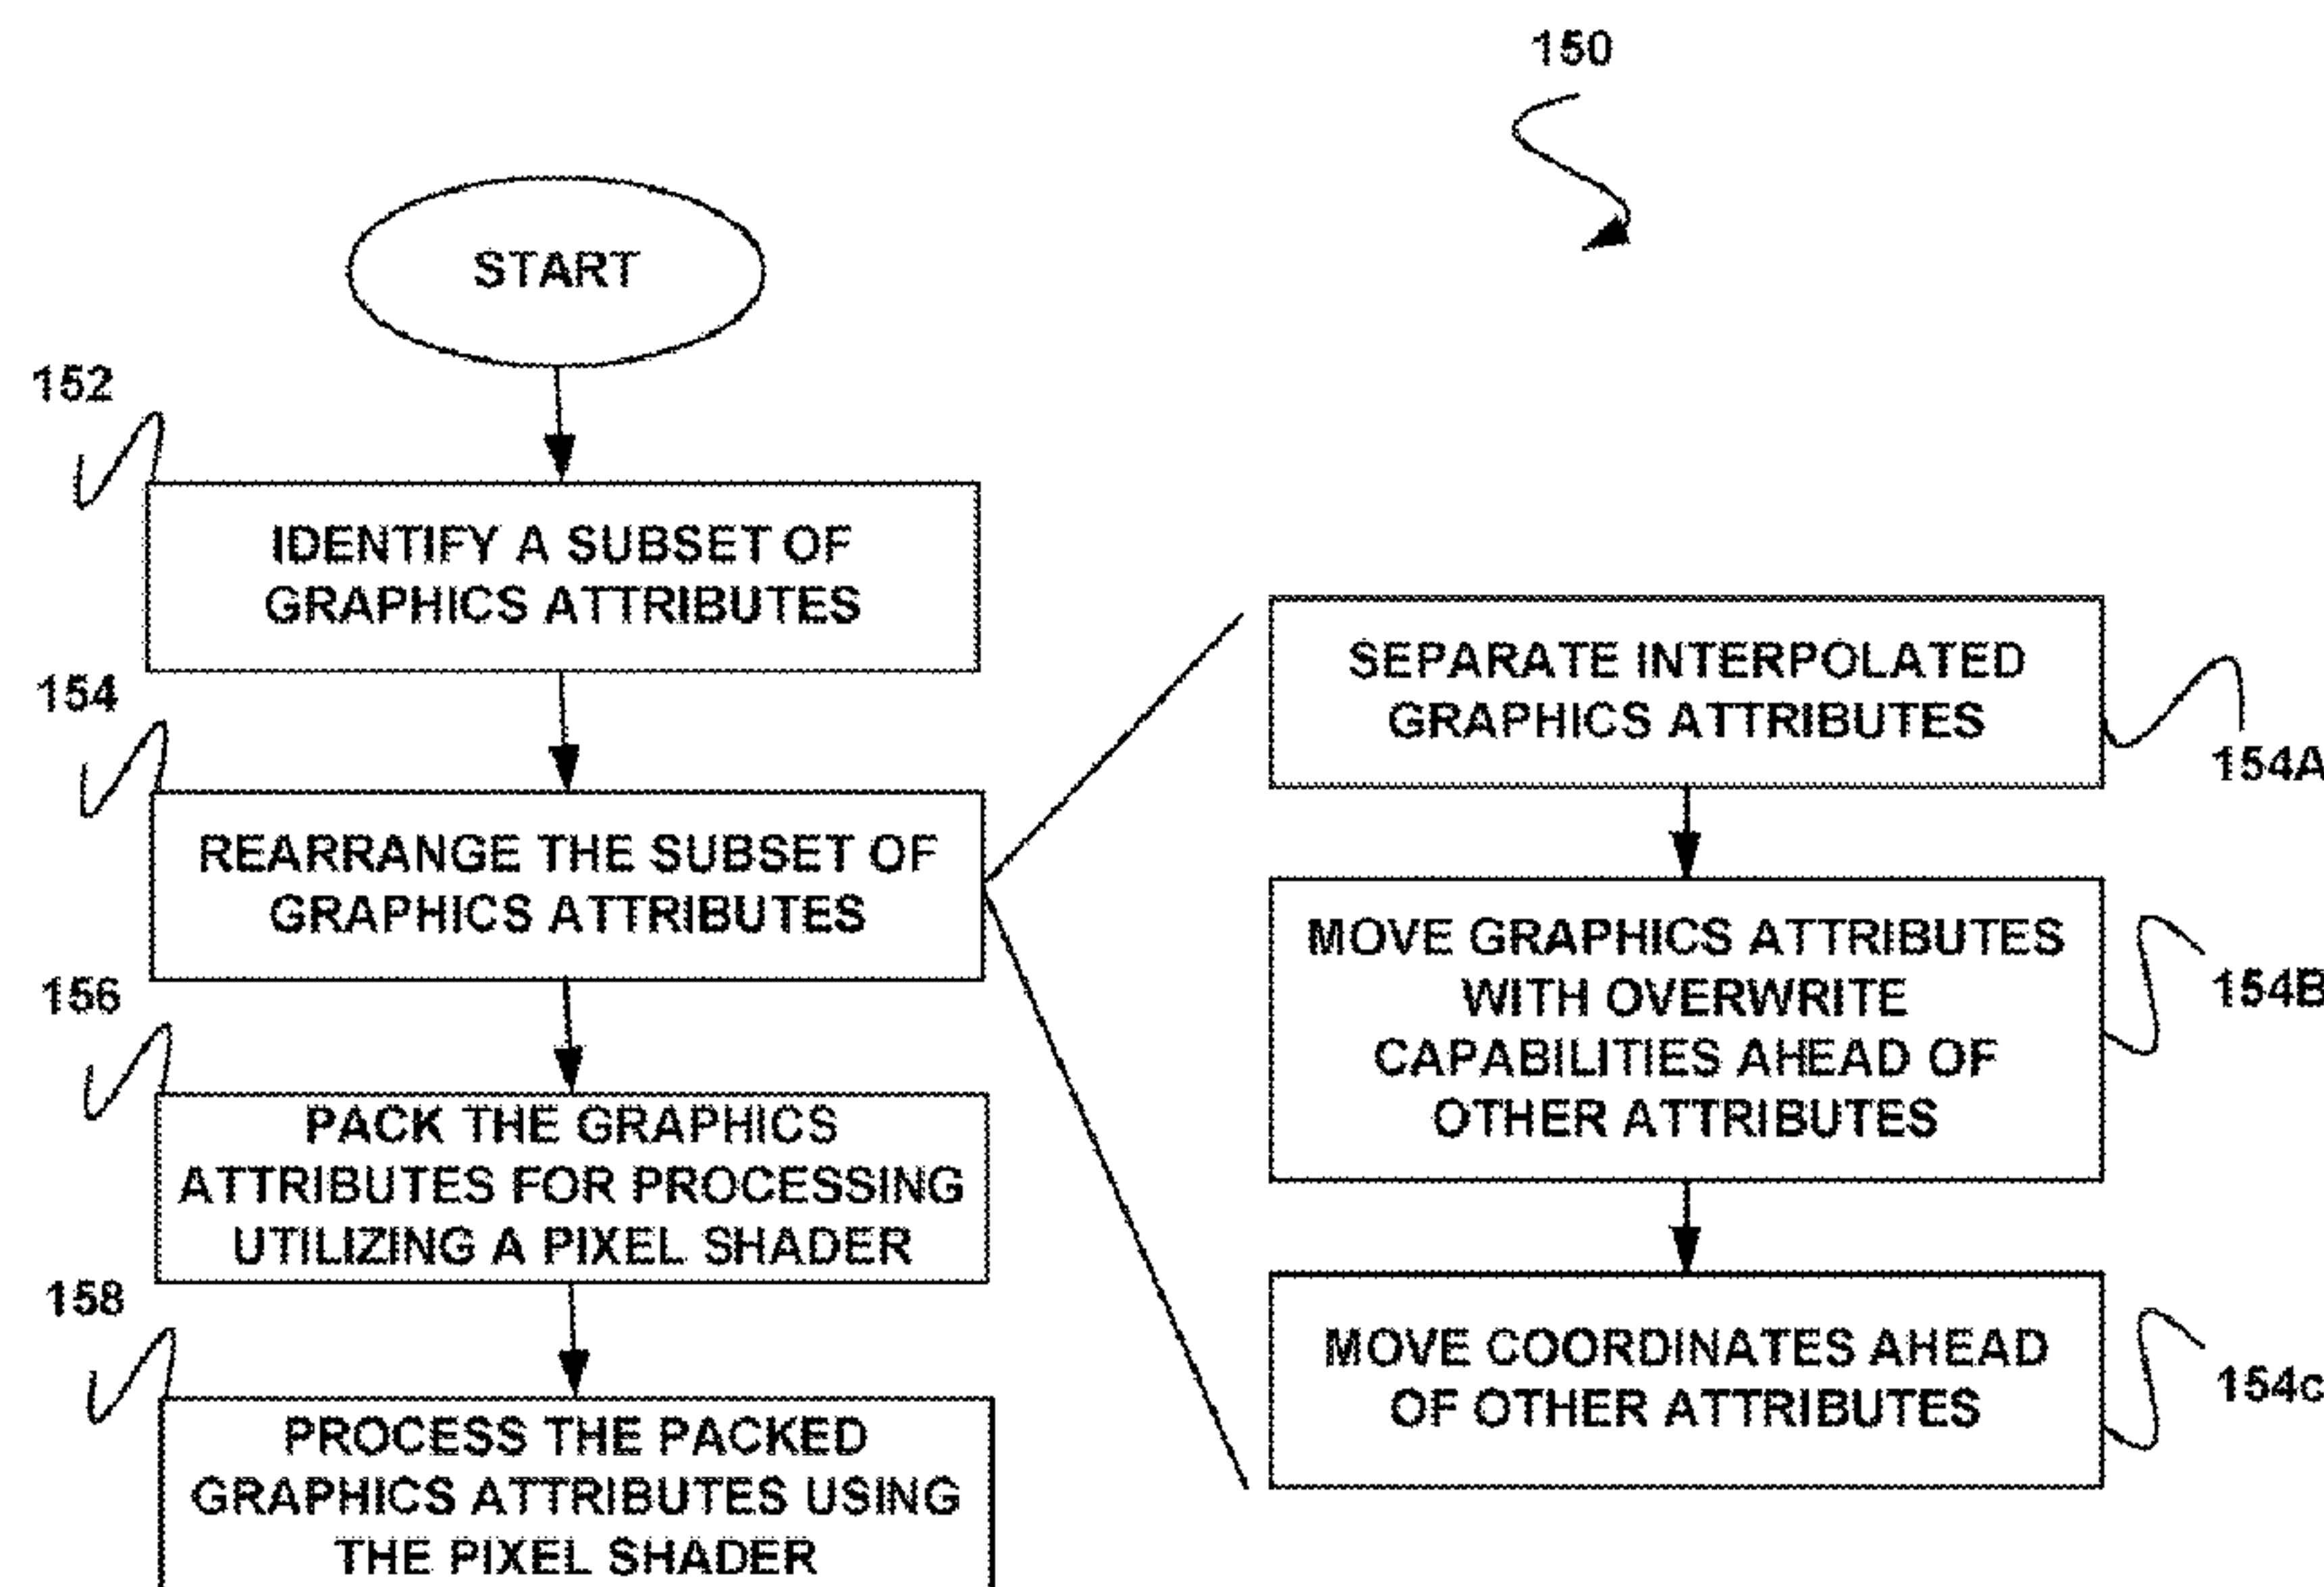 150
START
152
IDENTIFY A SUBSET OF
GRAPHICS ATTRIBUTES
154
REARRANGE THE SUBSET OF
GRAPHICS ATTRIBUTES
156
PACK THE GRAPHICS
ATTRIBUTES FOR PROCESSING
UTILIZING A PIXEL SHADER
158
PROCESS THE PACKED
GRAPHICS ATTRIBUTES USING
THE PIXEL SHADER
SEPARATE INTERPOLATED
GRAPHICS ATTRIBUTES
154A
MOVE GRAPHICS ATTRIBUTES
WITH OVERWRITE
CAPABILITIES AHEAD OF
OTHER ATTRIBUTES
154B
MOVE COORDINATES AHEAD
OF OTHER ATTRIBUTES
154c